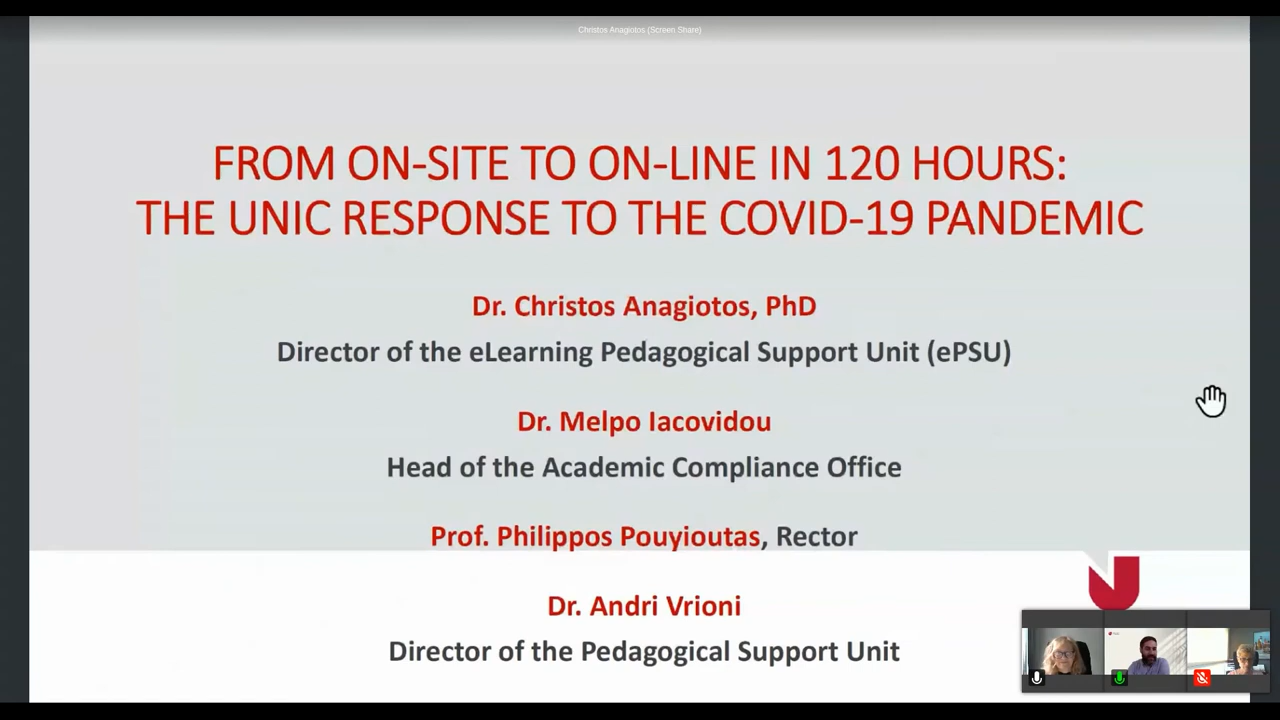 Christos Anagiotos (Screen Share)
FROM ON-SITE TO ON-LINE IN 120 HOURS:
THE UNIC RESPONSE TO THE COVID-19 PANDEMIC
Dr. Christos Anagiotos, PhD
Director of the eLearning Pedagogical Support Unit (ePSU)
Dr. Melpo Iacovidou
Head of the Academic Compliance Office
Prof. Philippos Pouyioutas, Rector
Dr. Andri Vrioni
Director of the Pedagogical Support Unit